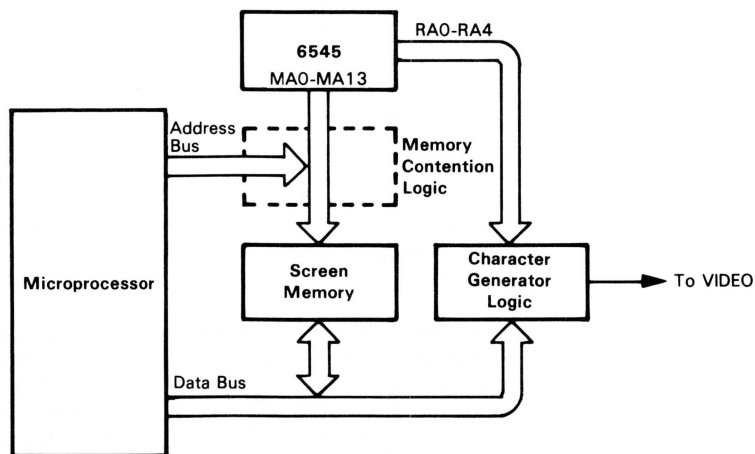 6545
RA0-RA4
MA0-MA13
Address
Bus
Memory
Contention
Logic
Microprocessor
Screen
Memory
Character
Generator
Logic
To VIDEO
Data Bus